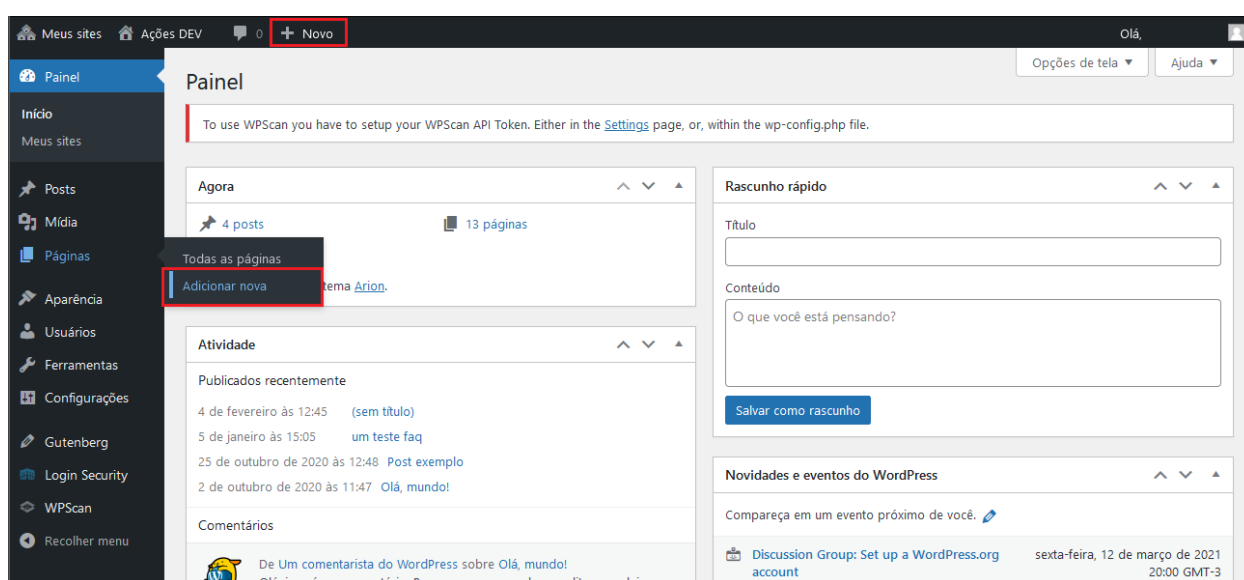 Meus sites Ações DEV 0 + Novo Olá,
Painel
Início
Meus sites
Posts
Mídia
Páginas
Todas as páginas
Adicionar nova
Aparência
Usuários
Ferramentas
Configurações
Gutenberg
Login Security
WPScan
Recolher menu
Opções de tela ▼ Ajuda ▼
Painel
To use WPScan you have to setup your WPScan API Token. Either in the Settings page, or, within the wp-config.php file.
Agora
4 posts 13 páginas
tema Arion.
Atividade
Publicados recentemente
4 de fevereiro às 12:45 (sem título)
5 de janeiro às 15:05 um teste faq
25 de outubro de 2020 às 12:48 Post exemplo
2 de outubro de 2020 às 11:47 Olá, mundo!
Comentários
De Um comentarista do WordPress sobre Olá, mundo!
Rascunho rápido
Título
Conteúdo
O que você está pensando?
Salvar como rascunho
Novidades e eventos do WordPress
Compareça em um evento próximo de você.
Discussion Group: Set up a WordPress.org sexta-feira, 12 de março de 2021
account 20:00 GMT-3